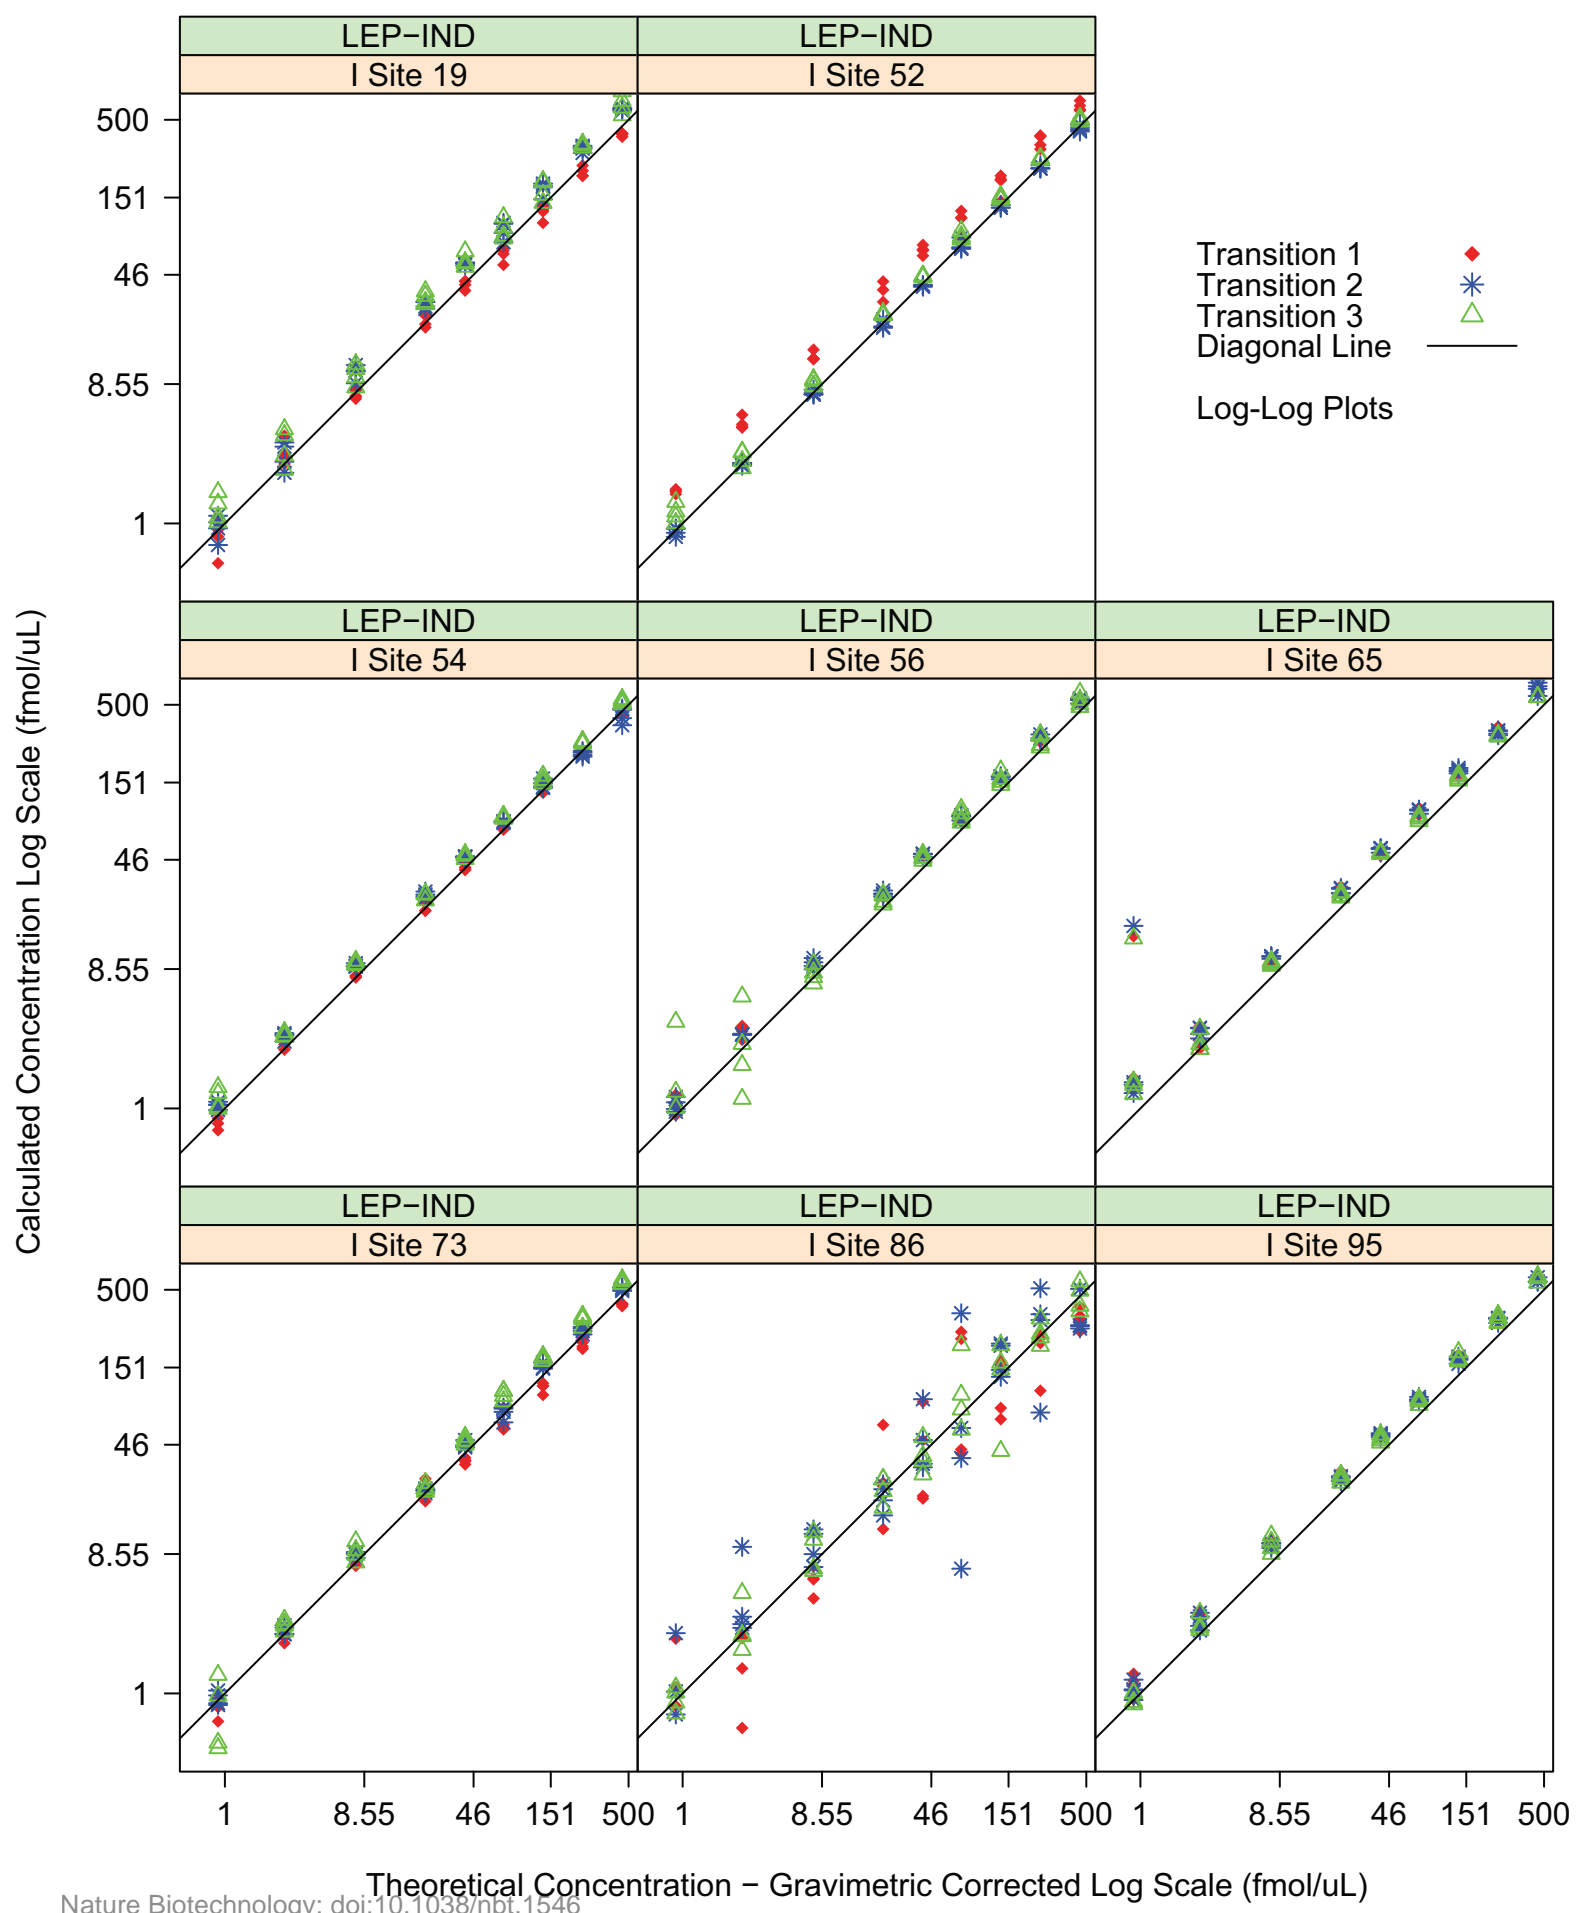 LEP−IND
LEP−IND
I Site 19
I Site 52
500
151
46
8.55
1
Transition 1
Transition 2
Transition 3
Diagonal Line
Log-Log Plots
Calculated Concentration Log Scale (fmol/uL)
LEP−IND
LEP−IND
LEP−IND
I Site 54
I Site 56
I Site 65
500
151
46
8.55
1
LEP−IND
LEP−IND
LEP−IND
I Site 73
I Site 86
I Site 95
500
151
46
8.55
1
1 8.55 46 151 500 1 8.55 46 151 500 1 8.55 46 151 500
Theoretical Concentration − Gravimetric Corrected Log Scale (fmol/uL)
Nature Biotechnology: doi:10.1038/nbt.1546